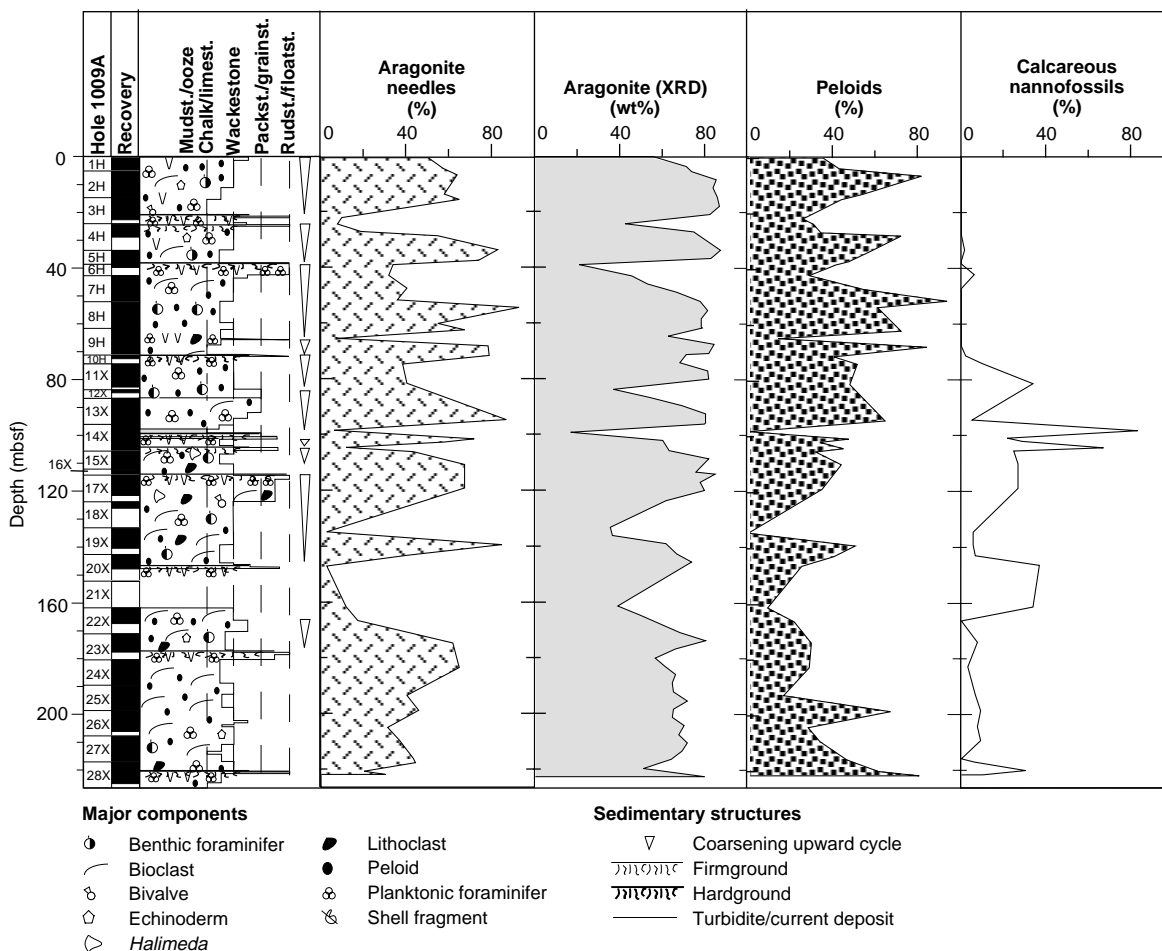 Hole 1009A
Recovery
Mudst./ooze
Chalk/limest.
Wackestone
Packst./grainst.
Rudst./floatst.
Aragonite
needles
(%)
Aragonite (XRD)
(wt%)
Peloids
(%)
Calcareous
nannofossils
(%)
0 40 80
0 40 80
0 40 80
0 40 80
Depth (mbsf)
0
40
80
120
160
200
1H
2H
3H
4H
5H
6H
7H
8H
9H
10H
11X
12X
13X
14X
15X
16X
17X
18X
19X
20X
21X
22X
23X
24X
25X
26X
27X
28X
Major components
Benthic foraminifer
Bioclast
Bivalve
Echinoderm
Halimeda
Lithoclast
Peloid
Planktonic foraminifer
Shell fragment
Sedimentary structures
Coarsening upward cycle
Firmground
Hardground
Turbidite/current deposit